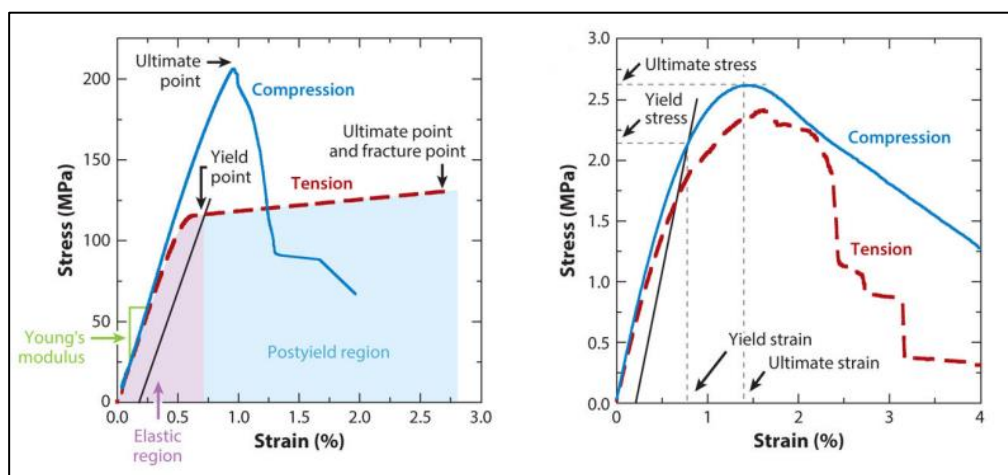 200
150
100
50
0
Stress (MPa)
Ultimate
point
Compression
Yield
point
Tension
Ultimate point
and fracture point
Young's
modulus
Postyield region
Elastic
region
0.0
0.5
1.0
1.5
2.0
2.5
3.0
Strain (%)
3.0
2.5
2.0
1.5
1.0
0.5
0.0
Stress (MPa)
Ultimate stress
Yield
stress
Compression
Tension
Yield strain
Ultimate strain
0
1
2
3
4
Strain (%)